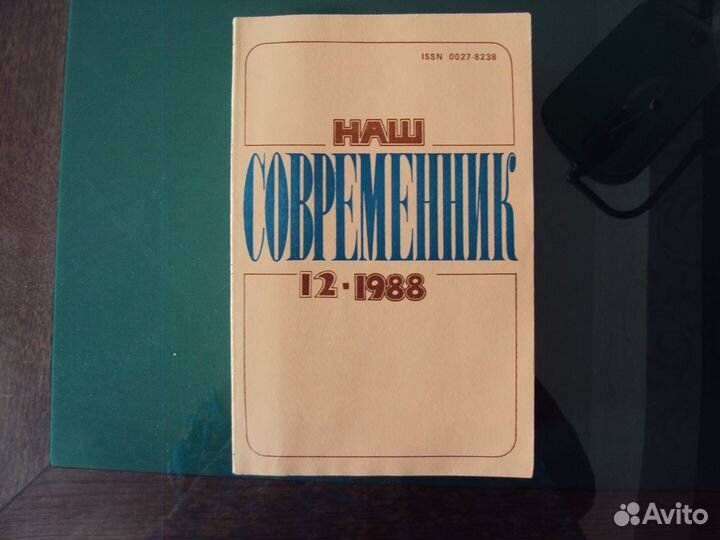 ISSN 0027-8238
НАШ
СОВРЕМЕННИК
12·1988
Avito